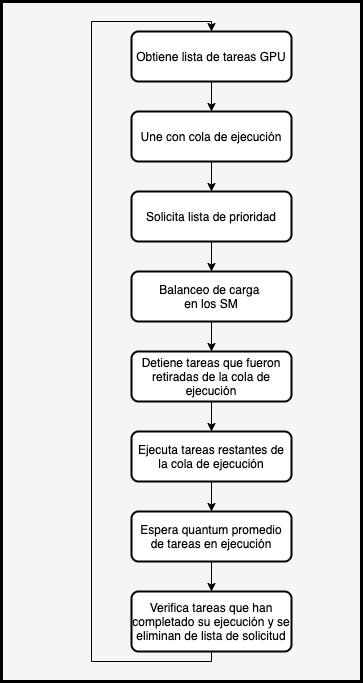 Obtiene lista de tareas GPU
Une con cola de ejecución
Solicita lista de prioridad
Balanceo de carga
en los SM
Detiene tareas que fueron
retiradas de la cola de
ejecución
Ejecuta tareas restantes de
la cola de ejecución
Espera quantum promedio
de tareas en ejecución
Verifica tareas que han
completado su ejecución y se
eliminan de lista de solicitud